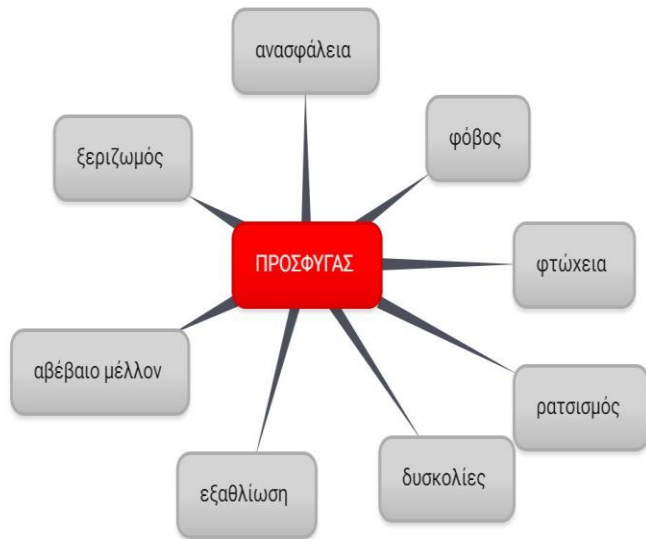 ανασφάλεια
φόβος
ξεριζωμός
ΠΡΟΣΦΥΓΑΣ
φτώχεια
αβέβαιο μέλλον
ρατσισμός
δυσκολίες
εξαθλίωση